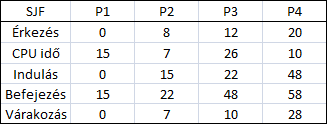 SJF P1 P2 P3 P4
Érkezés 0 8 12 20
CPU idő 15 7 26 10
Indulás 0 15 22 48
Befejezés 15 22 48 58
Várakozás 0 7 10 28